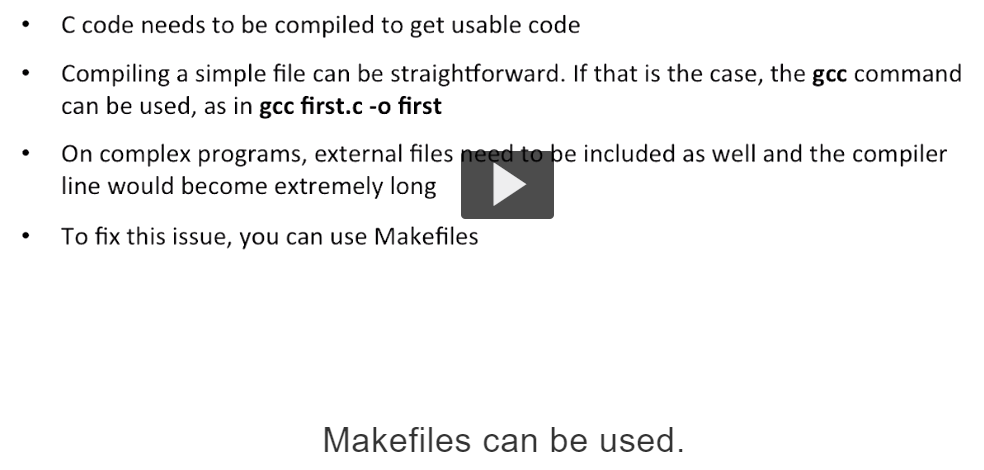 • C code needs to be compiled to get usable code
• Compiling a simple file can be straightforward. If that is the case, the gcc command
can be used, as in gcc first.c -o first
• On complex programs, external files need to be included as well and the compiler
line would become extremely long
• To fix this issue, you can use Makefiles
Makefiles can be used.